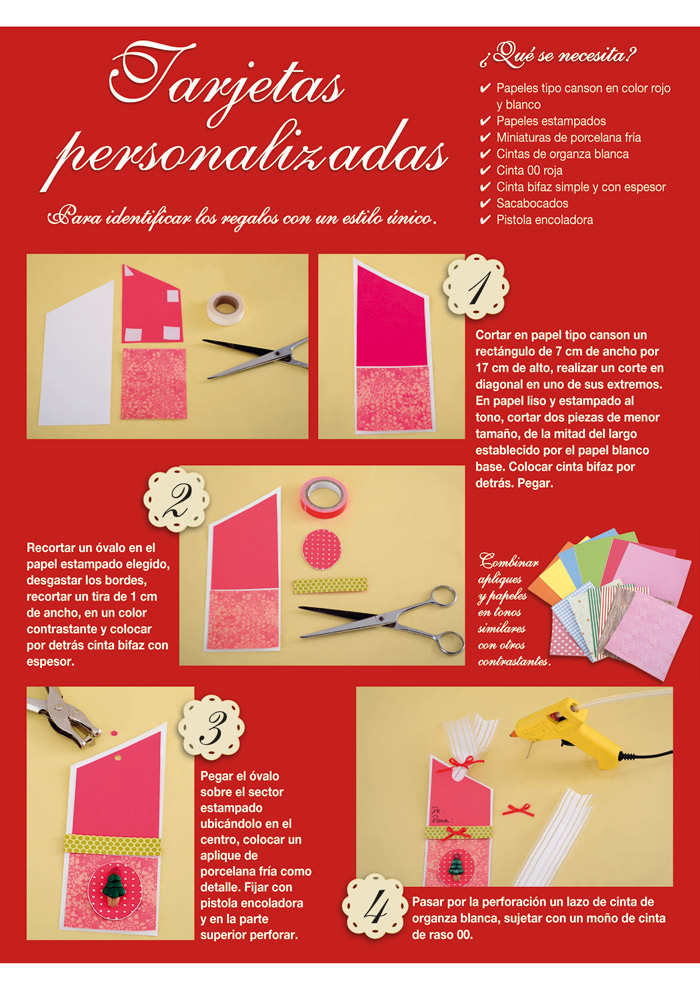 Tarjetas
personalizadas
Para identificar los regalos con un estilo único.
¿Qué se necesita?
✔ Papeles tipo canson en color rojo
y blanco
✔ Papeles estampados
✔ Miniaturas de porcelana fría
✔ Cintas de organza blanca
✔ Cinta 00 roja
✔ Cinta bifaz simple y con espesor
✔ Sacabocados
✔ Pistola encoladora
1
Cortar en papel tipo canson un
rectángulo de 7 cm de ancho por
17 cm de alto, realizar un corte en
diagonal en uno de sus extremos.
En papel liso y estampado al
tono, cortar dos piezas de menor
tamaño, de la mitad del largo
establecido por el papel blanco
base. Colocar cinta bifaz por
detrás. Pegar.
2
Recortar un óvalo en el
papel estampado elegido,
desgastar los bordes,
recortar un tira de 1 cm
de ancho, en un color
contrastante y colocar
por detrás cinta bifaz con
espesor.
Combinar
apliques
y papeles
en tonos
similares
con otros
contrastantes.
3
Pegar el óvalo
sobre el sector
estampado
ubicándolo en el
centro, colocar un
aplique de
porcelana fría como
detalle. Fijar con
pistola encoladora
y en la parte
superior perforar.
De:
Para:
4
Pasar por la perforación un lazo de cinta de
organza blanca, sujetar con un moño de cinta
de raso 00.